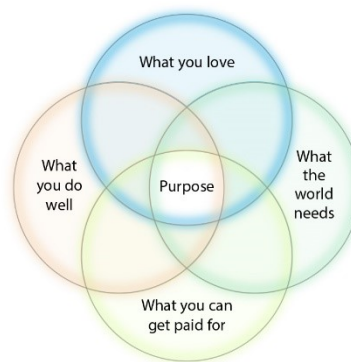 What you love
What
you do
well
Purpose
What
the
world
needs
What you can
get paid for